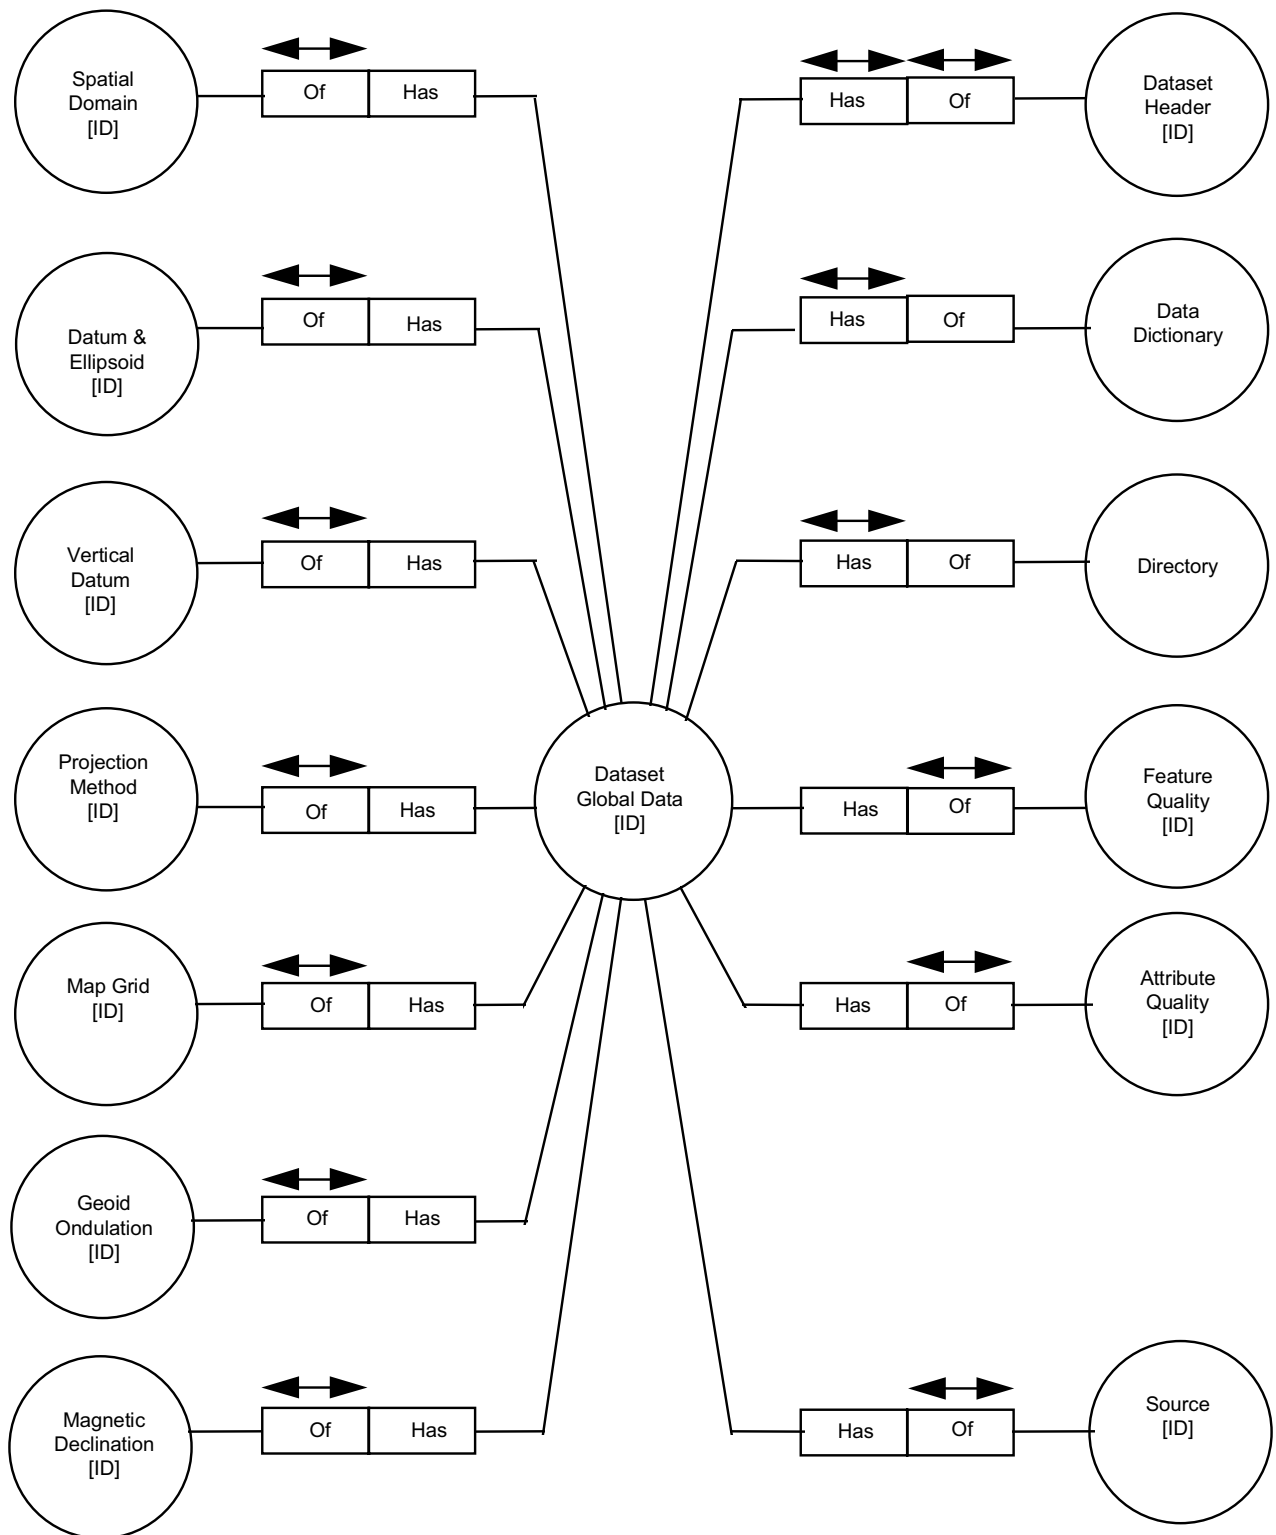 Spatial
Domain
[ID]
Of
Has
Has
Of
Dataset
Header
[ID]
Datum &
Ellipsoid
[ID]
Of
Has
Has
Of
Data
Dictionary
Vertical
Datum
[ID]
Of
Has
Has
Of
Directory
Projection
Method
[ID]
Of
Has
Dataset
Global Data
[ID]
Has
Of
Feature
Quality
[ID]
Map Grid
[ID]
Of
Has
Has
Of
Attribute
Quality
[ID]
Geoid
Ondulation
[ID]
Of
Has
Magnetic
Declination
[ID]
Of
Has
Has
Of
Source
[ID]